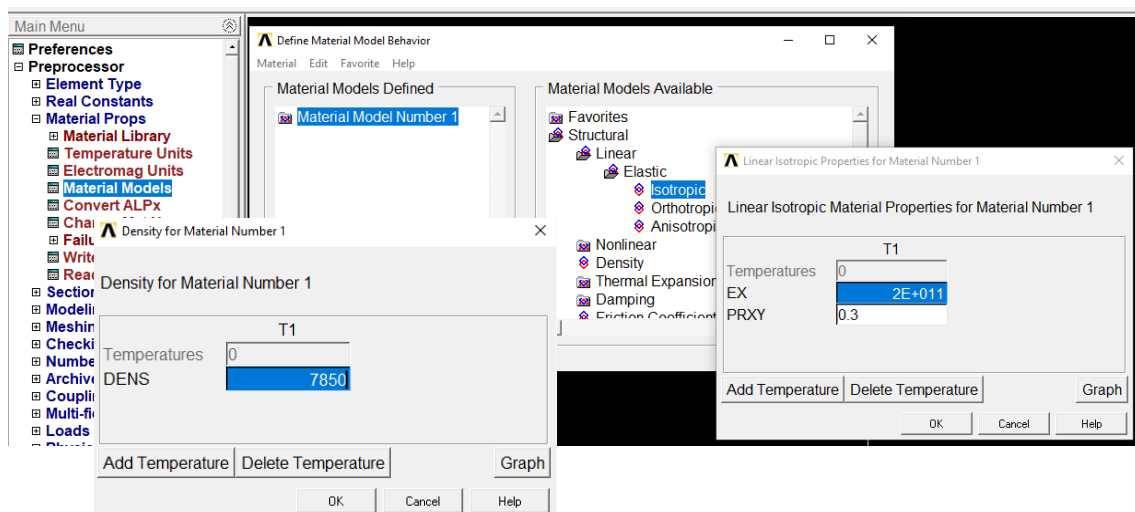 Main Menu
Preferences
Preprocessor
Element Type
Real Constants
Material Props
Material Library
Temperature Units
Electromag Units
Material Models
Convert ALPx
Define Material Model Behavior
Material Edit Favorite Help
Material Models Defined
Material Model Number 1
Material Models Available
Favorites
Structural
Linear
Elastic
Isotropic
Nonlinear
Density
Thermal Expansion
Damping
Linear Isotropic Properties for Material Number 1
Linear Isotropic Material Properties for Material Number 1
T1
Temperatures 0
EX 2E+011
PRXY 0.3
Add Temperature Delete Temperature Graph
OK Cancel Help
Loads
Density for Material Number 1
Density for Material Number 1
T1
Temperatures 0
DENS 7850
Add Temperature Delete Temperature Graph
OK Cancel Help